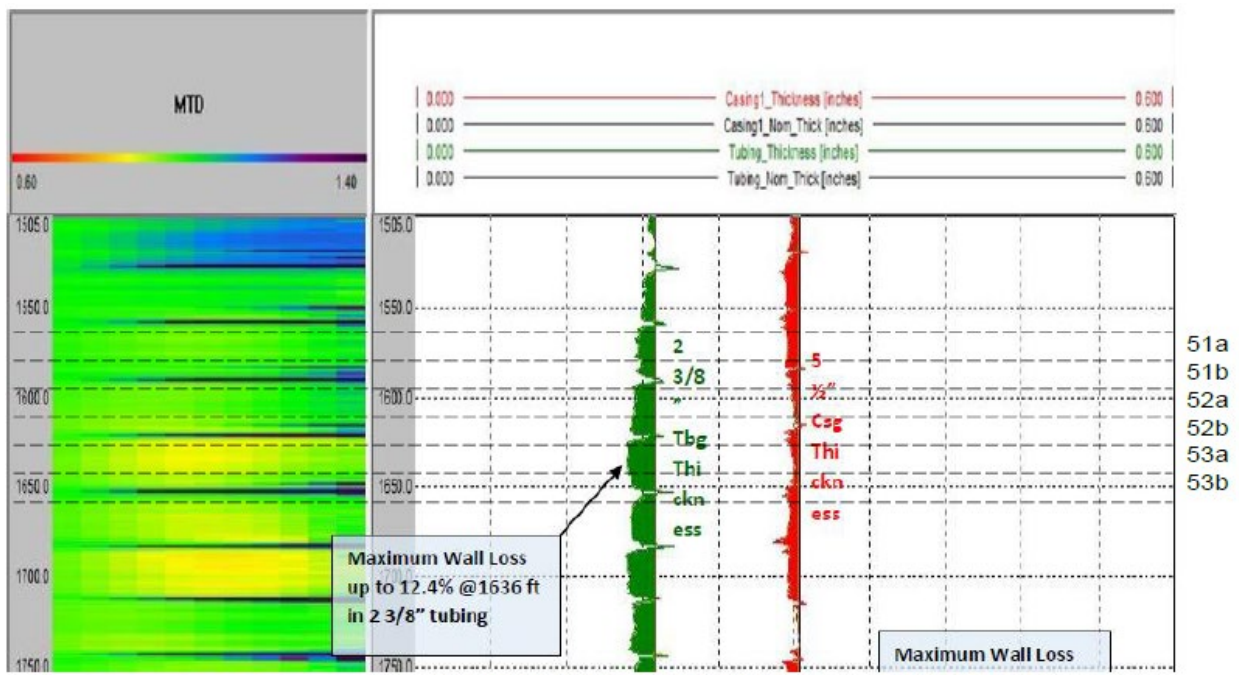 MTD
0.60 1.40
0.000 Casing1_Thickness [inches] 0.600
0.000 Casing1_Nom_Thick [inches] 0.600
0.000 Tubing_Thickness [inches] 0.600
0.000 Tubing_Nom_Thick [inches] 0.600
1505.0 1505.0
1550.0 1550.0
1600.0 1600.0
1650.0 1650.0
1700.0 1700.0
1750.0 1750.0
2
3/8
”
Tbg
Thi
ckn
ess
5
½”
Csg
Thi
ckn
ess
51a
51b
52a
52b
53a
53b
Maximum Wall Loss
up to 12.4% @1636 ft
in 2 3/8” tubing
Maximum Wall Loss